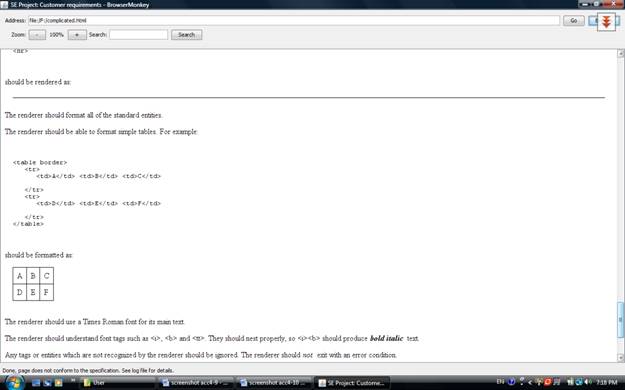 SE Project: Customer requirements - BrowserMonkey
Address: file:/F:/complicated.html Go
Zoom: - 100% + Search: Search
<hr>
should be rendered as:
The renderer should format all of the standard entities.
The renderer should be able to format simple tables. For example:
<table border>
<tr>
<td>A</td> <td>B</td> <td>C</td>
</tr>
<tr>
<td>D</td> <td>E</td> <td>F</td>
</tr>
</table>
should be formatted as:
A B C
D E F
The renderer should use a Times Roman font for its main text.
The renderer should understand font tags such as <i>, <b> and <tt>. They should nest properly, so <i><b> should produce bold italic text.
Any tags or entities which are not recognized by the renderer should be ignored. The renderer should not exit with an error condition.
Done, page does not conform to the specification. See log file for details.
User screenshot acc4-9 - ... screenshot acc4-10 ... SE Project: Custome... EN 7:18 PM